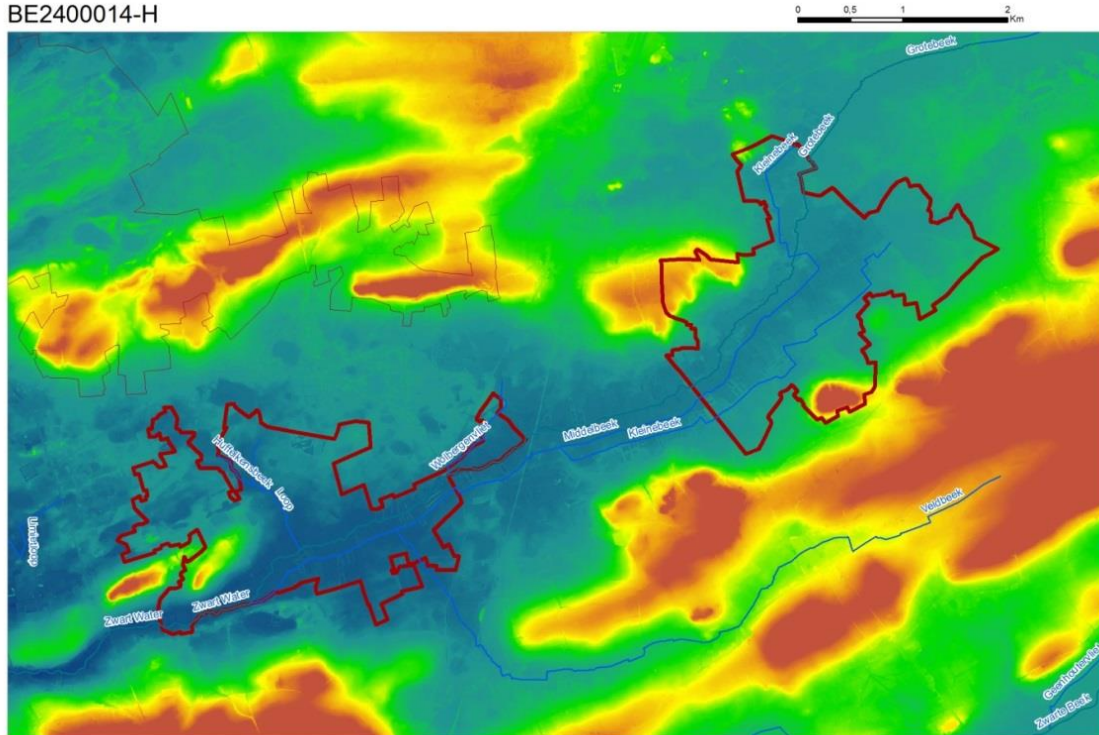 BE2400014-H
0 0,5 1 2
Km
Grotebeek
Kleinebeek
Grotebeek
Wulbergenvliet
Middelbeek
Kleinebeek
Loop
Veldbeek
Zwart Water
Zwart Water
Zwarte Beek